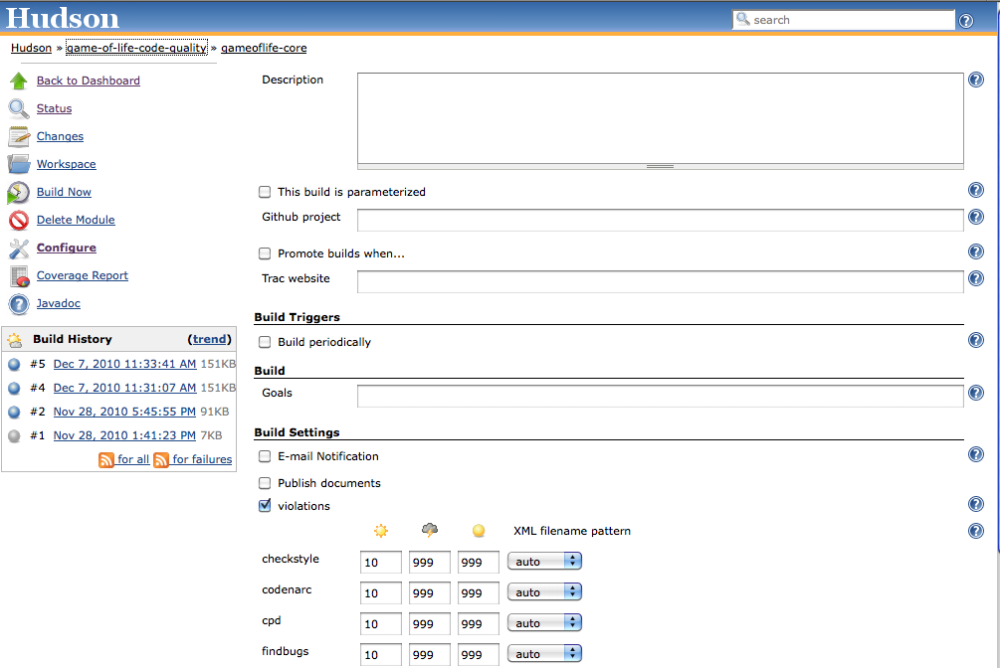 Hudson
search
Hudson » game-of-life-code-quality » gameoflife-core
Back to Dashboard
Status
Changes
Workspace
Build Now
Delete Module
Configure
Coverage Report
Javadoc
Build History (trend)
#5 Dec 7, 2010 11:33:41 AM 151KB
#4 Dec 7, 2010 11:31:07 AM 151KB
#2 Nov 28, 2010 5:45:55 PM 91KB
#1 Nov 28, 2010 1:41:23 PM 7KB
for all for failures
Description
This build is parameterized
Github project
Promote builds when...
Trac website
Build Triggers
Build periodically
Build
Goals
Build Settings
E-mail Notification
Publish documents
violations
XML filename pattern
checkstyle 10 999 999 auto
codenarc 10 999 999 auto
cpd 10 999 999 auto
findbugs 10 999 999 auto